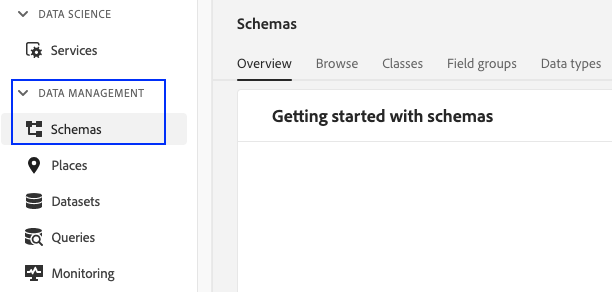 DATA SCIENCE
Services
DATA MANAGEMENT
Schemas
Places
Datasets
Queries
Monitoring
Schemas
Overview Browse Classes Field groups Data types
Getting started with schemas